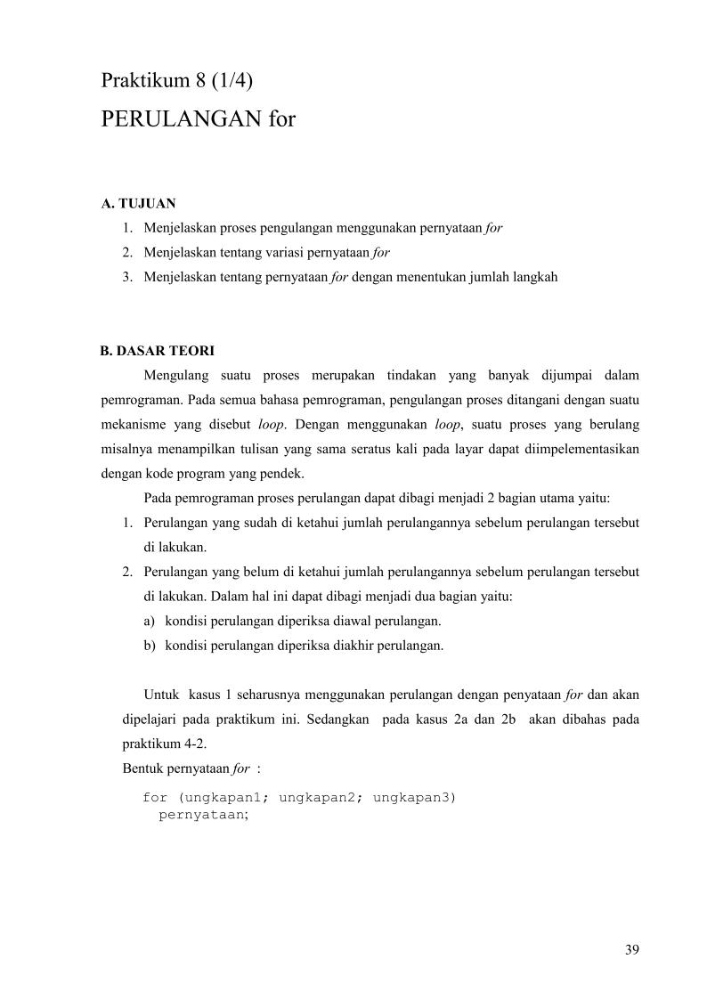 Praktikum 8 (1/4)
PERULANGAN for
A. TUJUAN
1. Menjelaskan proses pengulangan menggunakan pernyataan for
2. Menjelaskan tentang variasi pernyataan for
3. Menjelaskan tentang pernyataan for dengan menentukan jumlah langkah
B. DASAR TEORI
Mengulang suatu proses merupakan tindakan yang banyak dijumpai dalam
pemrograman. Pada semua bahasa pemrograman, pengulangan proses ditangani dengan suatu
mekanisme yang disebut loop. Dengan menggunakan loop, suatu proses yang berulang
misalnya menampilkan tulisan yang sama seratus kali pada layar dapat diimpelementasikan
dengan kode program yang pendek.
Pada pemrograman proses perulangan dapat dibagi menjadi 2 bagian utama yaitu:
1. Perulangan yang sudah di ketahui jumlah perulangannya sebelum perulangan tersebut
di lakukan.
2. Perulangan yang belum di ketahui jumlah perulangannya sebelum perulangan tersebut
di lakukan. Dalam hal ini dapat dibagi menjadi dua bagian yaitu:
a) kondisi perulangan diperiksa diawal perulangan.
b) kondisi perulangan diperiksa diakhir perulangan.
Untuk kasus 1 seharusnya menggunakan perulangan dengan penyataan for dan akan
dipelajari pada praktikum ini. Sedangkan pada kasus 2a dan 2b akan dibahas pada
praktikum 4-2.
Bentuk pernyataan for :
for (ungkapan1; ungkapan2; ungkapan3)
pernyataan;
39